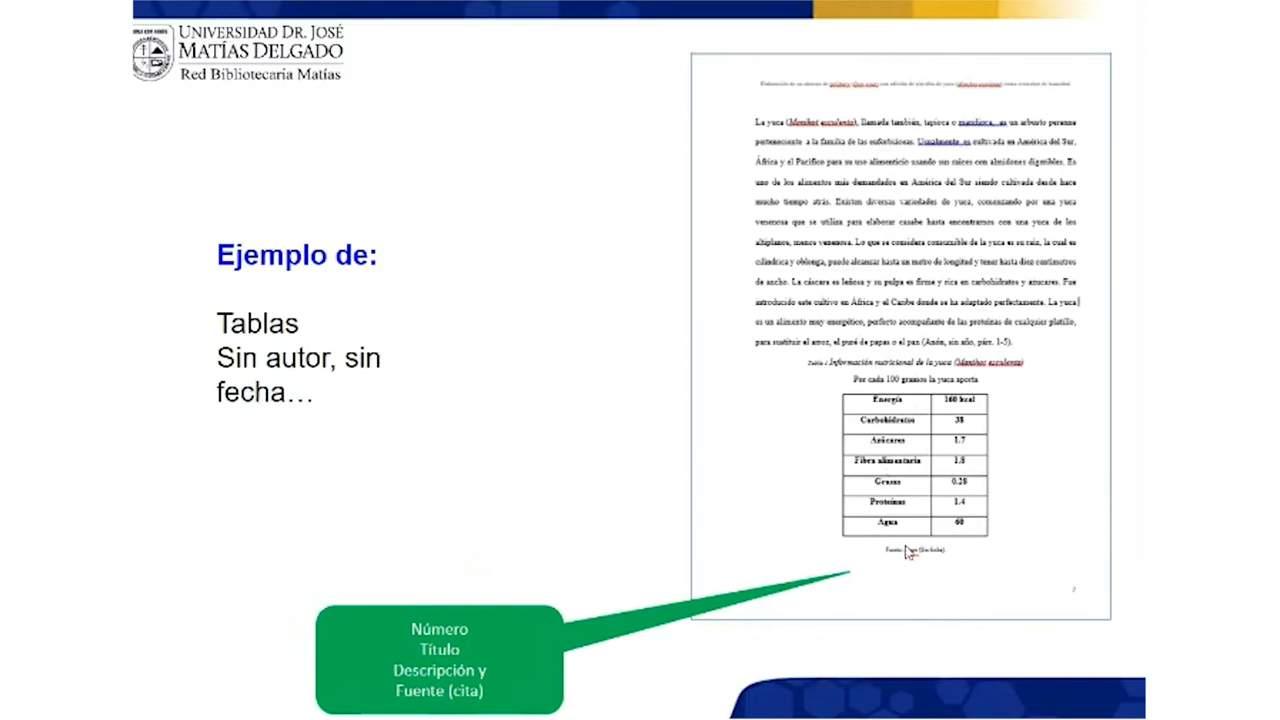 UNIVERSIDAD DR. JOSÉ
MATÍAS DELGADO
Red Bibliotecaria Matías
Ejemplo de:
Tablas
Sin autor, sin
fecha…
La yuca (Manihot esculenta), llamada también, tapioca o mandioca, es un arbusto perenne
perteneciente a la familia de las euforbiáceas. Usualmente es cultivada en América del Sur,
África y el Pacífico para su uso alimenticio usando sus raíces con almidones digeribles. Es
uno de los alimentos más demandados en América del Sur siendo cultivada desde hace
mucho tiempo atrás. Existen diversas variedades de yuca, comenzando por una yuca
venenosa que se utiliza para elaborar casabe hasta encontrarnos con una yuca de los
altiplanos, menos venenosa. Lo que se considera consumible de la yuca es su raíz, la cual es
cilíndrica y oblonga, puede alcanzar hasta un metro de longitud y tener hasta diez centímetros
de ancho. La cáscara es leñosa y su pulpa es firme y rica en carbohidratos y azucares. Fue
introducido este cultivo en África y el Caribe donde se ha adaptado perfectamente. La yuca
es un alimento muy energético, perfecto acompañante de las proteínas de cualquier platillo,
para sustituir el arroz, el puré de papas o el pan (Anón, sin año, párr. 1-5).
Información nutricional de la yuca (Manihot esculenta)
Por cada 100 gramos la yuca aporta
Energía 160 kcal
Carbohidratos 38
Azúcares 1.7
Fibra alimentaria 1.8
Grasas 0.28
Proteínas 1.4
Agua 60
Fuente: (Sin fecha).
7
Número
Título
Descripción y
Fuente (cita)